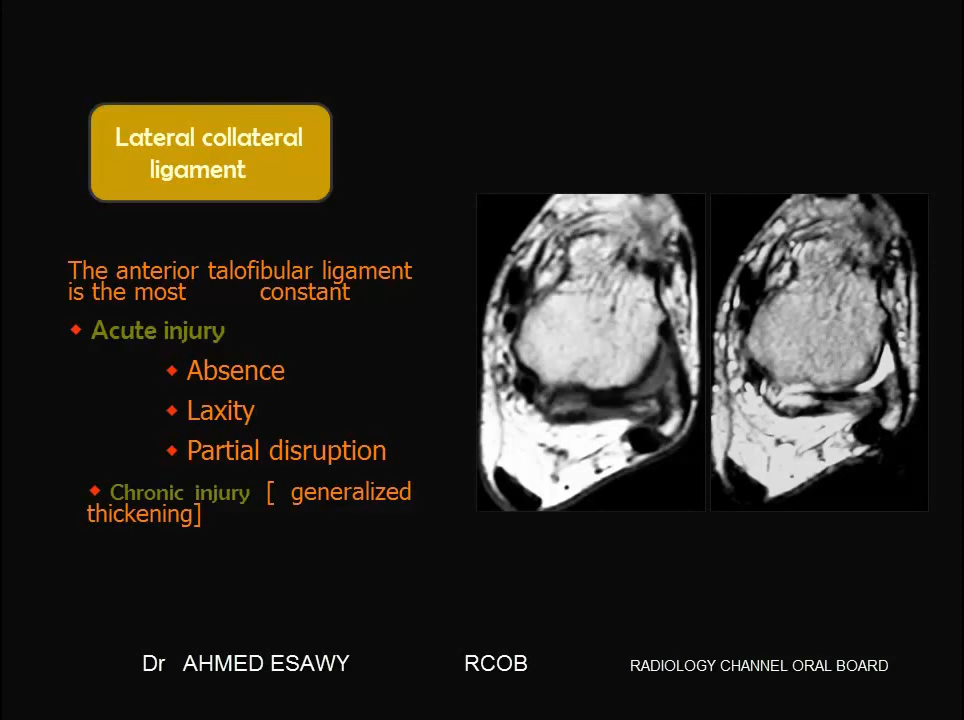 Lateral collateral
ligament
The anterior talofibular ligament
is the most constant
Acute injury
Absence
Laxity
Partial disruption
Chronic injury [ generalized
thickening]
Dr AHMED ESAWY RCOB RADIOLOGY CHANNEL ORAL BOARD